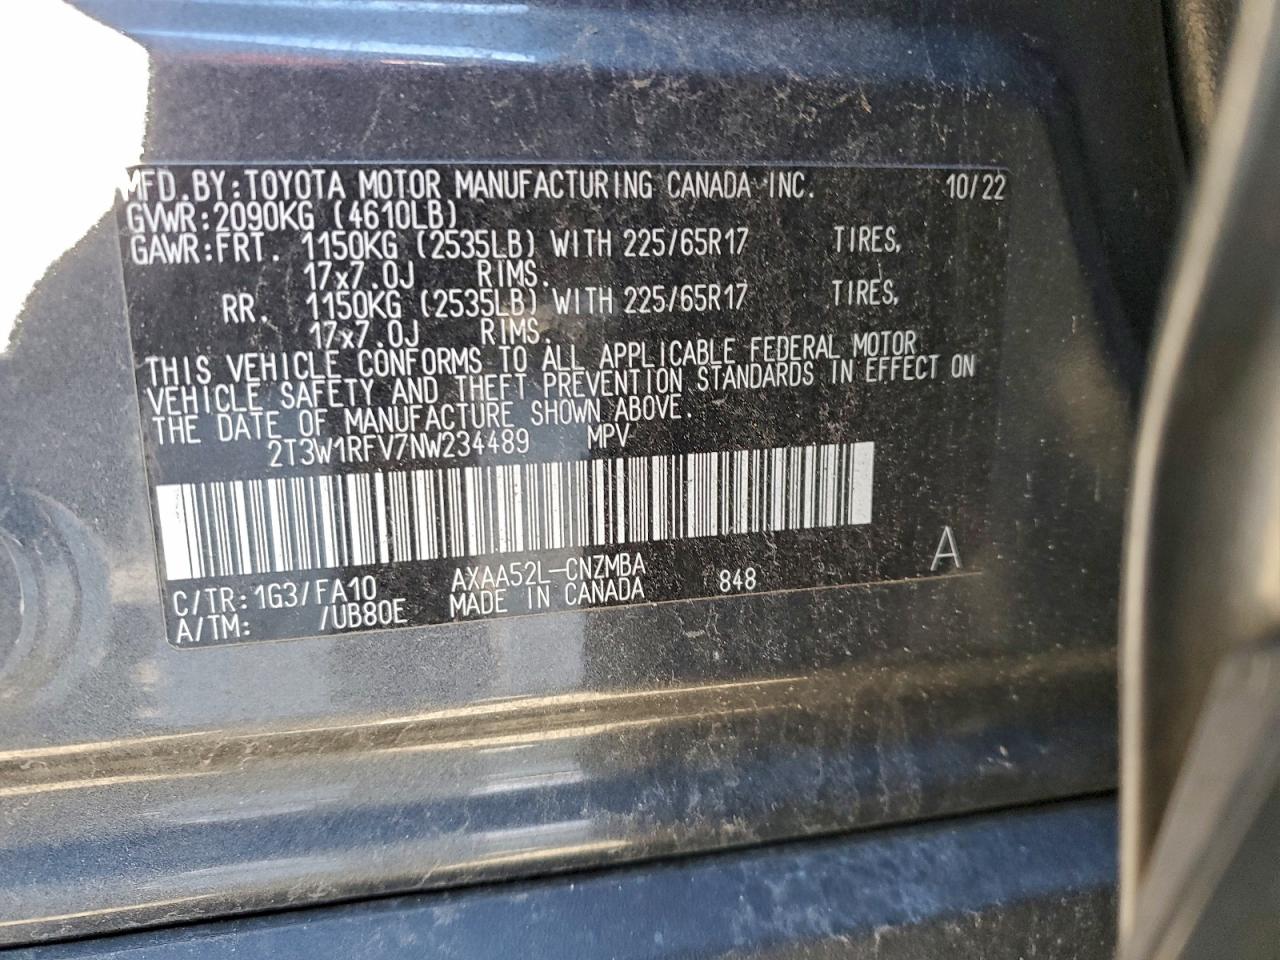 MFD.BY:TOYOTA MOTOR MANUFACTURING CANADA INC. 10/22
GVWR:2090KG (4610LB)
GAWR:FRT. 1150KG (2535LB) WITH 225/65R17 TIRES,
17x7.0J RIMS.
RR. 1150KG (2535LB) WITH 225/65R17 TIRES,
17x7.0J RIMS.
THIS VEHICLE CONFORMS TO ALL APPLICABLE FEDERAL MOTOR
VEHICLE SAFETY AND THEFT PREVENTION STANDARDS IN EFFECT ON
THE DATE OF MANUFACTURE SHOWN ABOVE.
2T3W1RFV7NW234489 MPV
C/TR:1G3/FA10 AXAA52L-CNZMBA 848 A
A/TM: /UB80E MADE IN CANADA